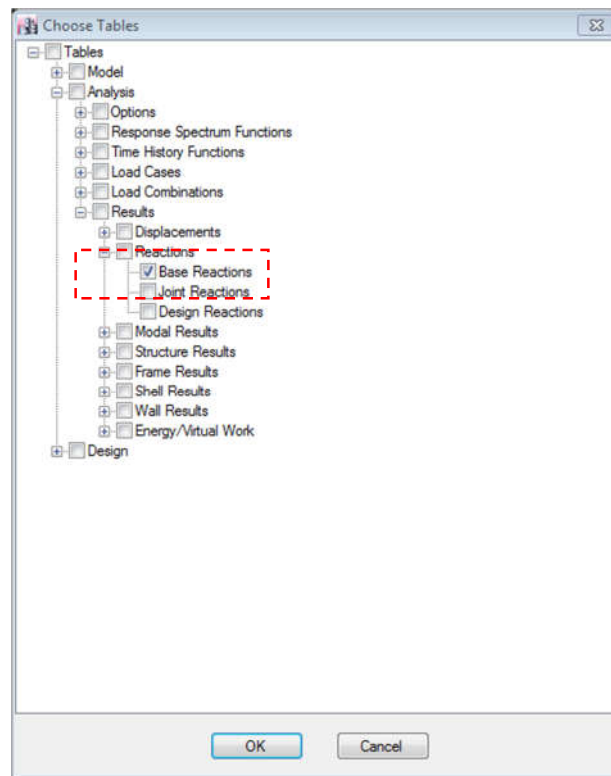 Choose Tables
Tables
Model
Analysis
Options
Response Spectrum Functions
Time History Functions
Load Cases
Load Combinations
Results
Displacements
Reactions
Base Reactions
Joint Reactions
Design Reactions
Modal Results
Structure Results
Frame Results
Shell Results
Wall Results
Energy/Virtual Work
Design
OK Cancel